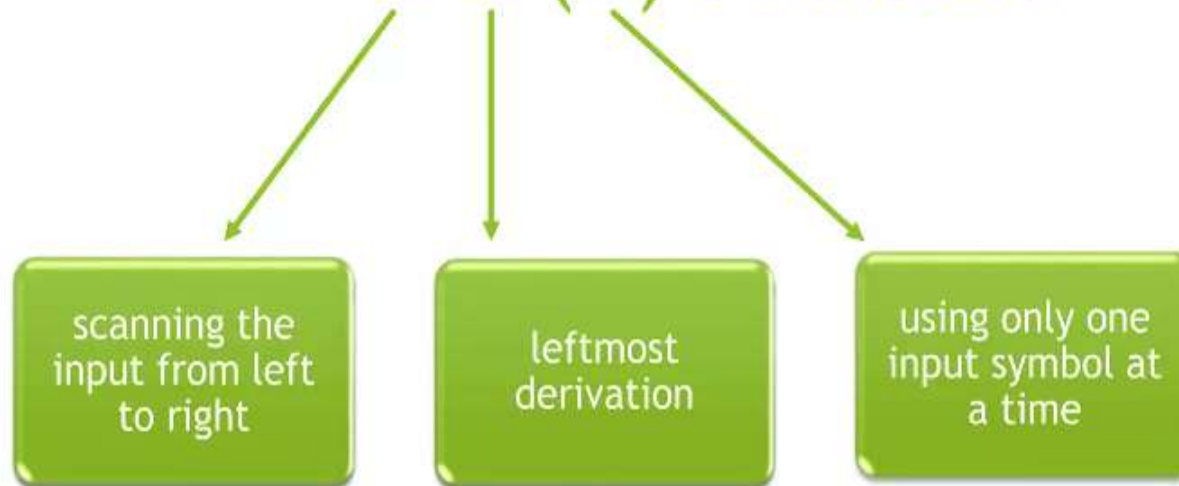 scanning the
input from left
to right
leftmost
derivation
using only one
input symbol at
a time